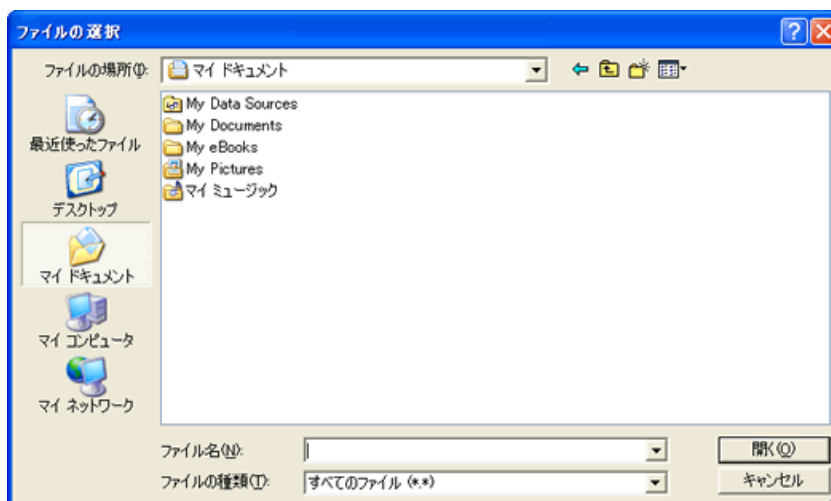 ファイルの選択
ファイルの場所(I):
マイ ドキュメント
最近使ったファイル
デスクトップ
マイ ドキュメント
マイ コンピュータ
マイ ネットワーク
My Data Sources
My Documents
My eBooks
My Pictures
マイ ミュージック
ファイル名(N):
開く(O)
ファイルの種類(T):
すべてのファイル (*.*)
キャンセル